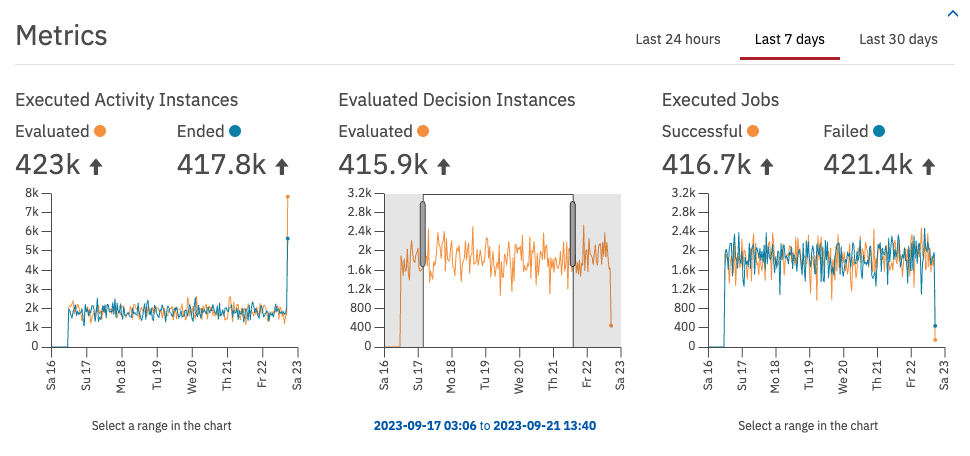 Metrics
Last 24 hours Last 7 days Last 30 days
Executed Activity Instances
Evaluated Ended
423k 417.8k
8k
7k
6k
5k
4k
3k
2k
1k
0
Sa 16 Su 17 Mo 18 Tu 19 We 20 Th 21 Fr 22 Sa 23
Select a range in the chart
Evaluated Decision Instances
Evaluated
415.9k
3.2k
2.8k
2.4k
2k
1.6k
1.2k
800
400
0
Sa 16 Su 17 Mo 18 Tu 19 We 20 Th 21 Fr 22 Sa 23
2023-09-17 03:06 to 2023-09-21 13:40
Executed Jobs
Successful Failed
416.7k 421.4k
3.2k
2.8k
2.4k
2k
1.6k
1.2k
800
400
0
Sa 16 Su 17 Mo 18 Tu 19 We 20 Th 21 Fr 22 Sa 23
Select a range in the chart